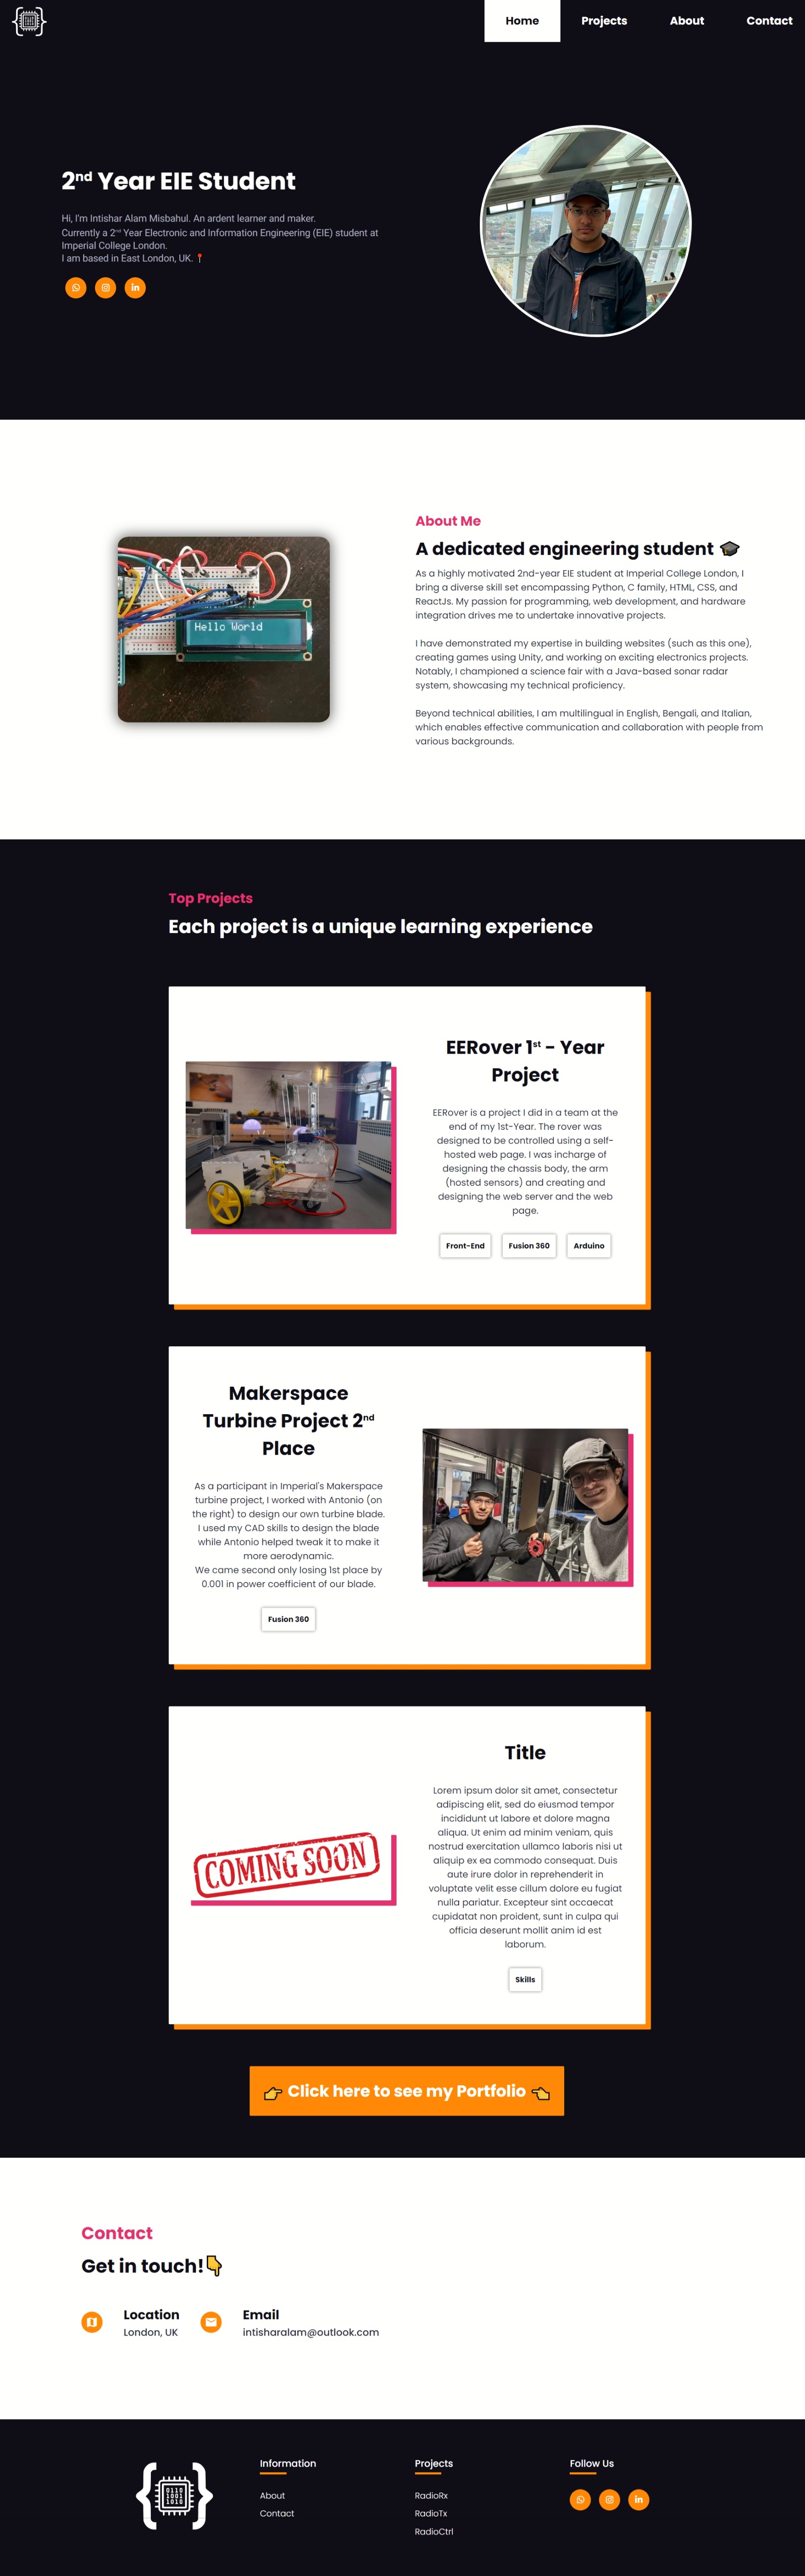 Home Projects About Contact
2nd Year EIE Student
Hi, I'm Intishar Alam Misbahul. An ardent learner and maker.
Currently a 2nd Year Electronic and Information Engineering (EIE) student at
Imperial College London.
I am based in East London, UK. 📍
Hello World
About Me
A dedicated engineering student 🎓
As a highly motivated 2nd-year EIE student at Imperial College London, I
bring a diverse skill set encompassing Python, C family, HTML, CSS, and
ReactJs. My passion for programming, web development, and hardware
integration drives me to undertake innovative projects.
I have demonstrated my expertise in building websites (such as this one),
creating games using Unity, and working on exciting electronics projects.
Notably, I championed a science fair with a Java-based sonar radar
system, showcasing my technical proficiency.
Beyond technical abilities, I am multilingual in English, Bengali, and Italian,
which enables effective communication and collaboration with people from
various backgrounds.
Top Projects
Each project is a unique learning experience
EERover 1st - Year
Project
EERover is a project I did in a team at the
end of my 1st-Year. The rover was
designed to be controlled using a self-
hosted web page. I was incharge of
designing the chassis body, the arm
(hosted sensors) and creating and
designing the web server and the web
page.
Front-End Fusion 360 Arduino
Makerspace
Turbine Project 2nd
Place
As a participant in Imperial's Makerspace
turbine project, I worked with Antonio (on
the right) to design our own turbine blade.
I used my CAD skills to design the blade
while Antonio helped tweak it to make it
more aerodynamic.
We came second only losing 1st place by
0.001 in power coefficient of our blade.
Fusion 360
COMING SOON
Title
Lorem ipsum dolor sit amet, consectetur
adipiscing elit, sed do eiusmod tempor
incididunt ut labore et dolore magna
aliqua. Ut enim ad minim veniam, quis
nostrud exercitation ullamco laboris nisi ut
aliquip ex ea commodo consequat. Duis
aute irure dolor in reprehenderit in
voluptate velit esse cillum dolore eu fugiat
nulla pariatur. Excepteur sint occaecat
cupidatat non proident, sunt in culpa qui
officia deserunt mollit anim id est
laborum.
Skills
👉 Click here to see my Portfolio 👈
Contact
Get in touch!👇
Location
London, UK
Email
intisharalam@outlook.com
0110
1001
1010
Information
About
Contact
Projects
RadioRx
RadioTx
RadioCtrl
Follow Us